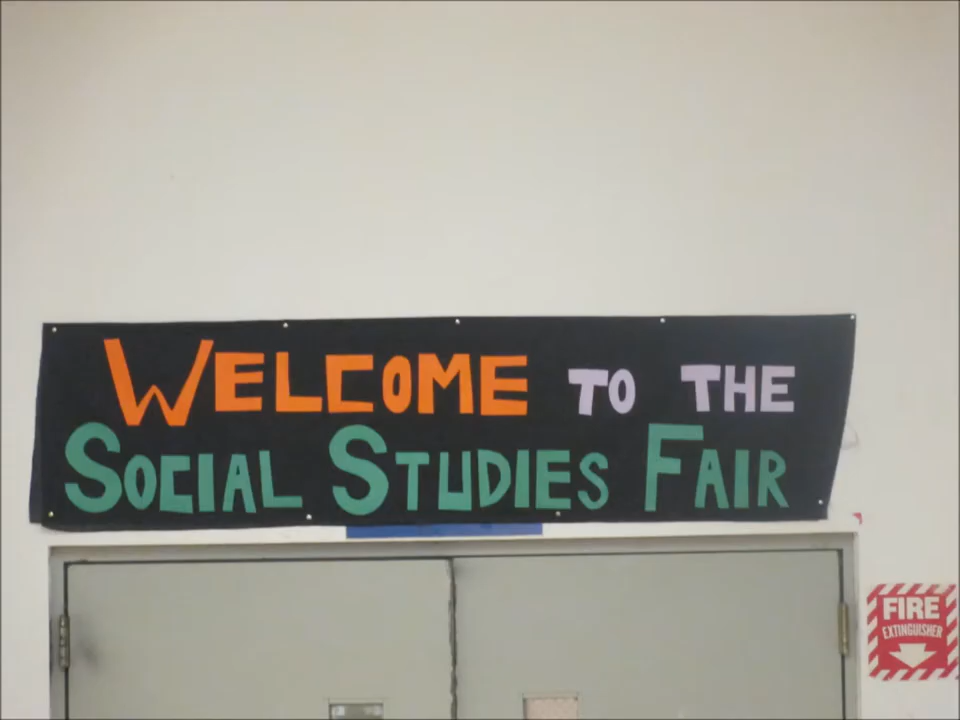 WELCOME TO THE
SOCIAL STUDIES FAIR
FIRE
EXTINGUISHER